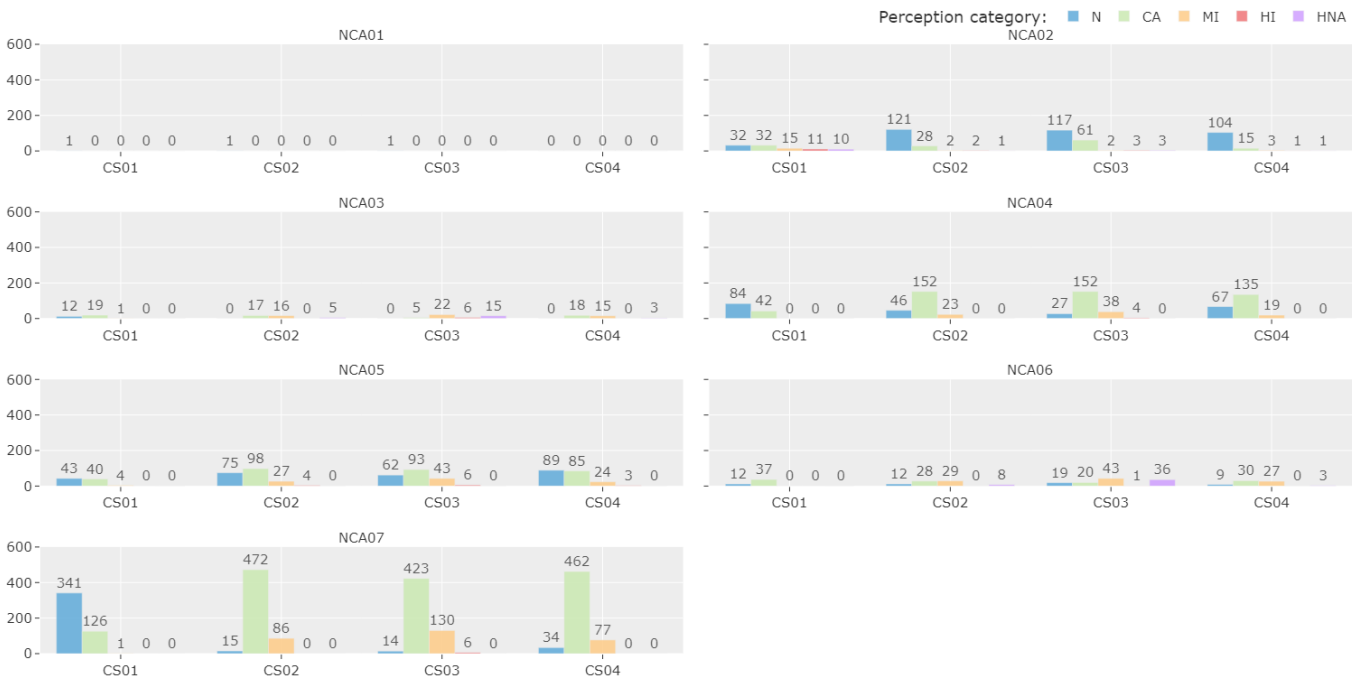 Perception category: N CA MI HI HNA
NCA01
NCA02
600
400
200
0
1 0 0 0 0 1 0 0 0 0 1 0 0 0 0 0 0 0 0 0
CS01 CS02 CS03 CS04
32 32 15 11 10 121 28 2 2 1 117 61 2 3 3 104 15 3 1 1
CS01 CS02 CS03 CS04
NCA03
NCA04
600
400
200
0
12 19 1 0 0 0 17 16 0 5 0 5 22 6 15 0 18 15 0 3
CS01 CS02 CS03 CS04
84 42 0 0 0 46 152 23 0 0 27 152 38 4 0 67 135 19 0 0
CS01 CS02 CS03 CS04
NCA05
NCA06
600
400
200
0
43 40 4 0 0 75 98 27 4 0 62 93 43 6 0 89 85 24 3 0
CS01 CS02 CS03 CS04
12 37 0 0 0 12 28 29 0 8 19 20 43 1 36 9 30 27 0 3
CS01 CS02 CS03 CS04
NCA07
600
400
200
0
341 126 1 0 0 15 472 86 0 0 14 423 130 6 0 34 462 77 0 0
CS01 CS02 CS03 CS04